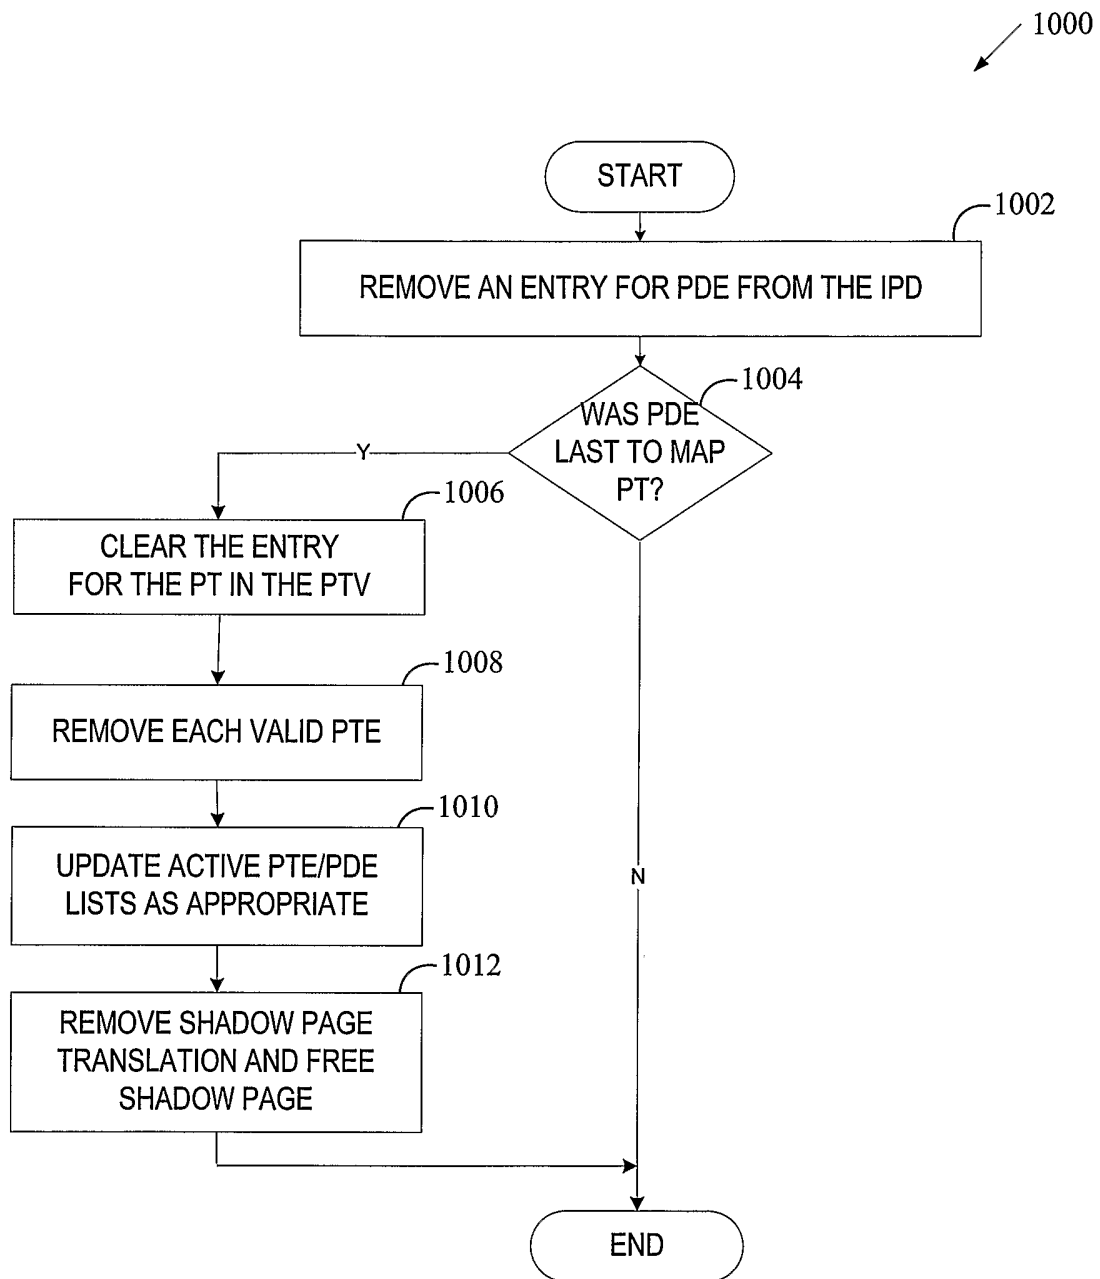 1000
START
1002
REMOVE AN ENTRY FOR PDE FROM THE IPD
1004
WAS PDE
LAST TO MAP
PT?
Y
1006
CLEAR THE ENTRY
FOR THE PT IN THE PTV
1008
REMOVE EACH VALID PTE
1010
UPDATE ACTIVE PTE/PDE
LISTS AS APPROPRIATE
N
1012
REMOVE SHADOW PAGE
TRANSLATION AND FREE
SHADOW PAGE
END